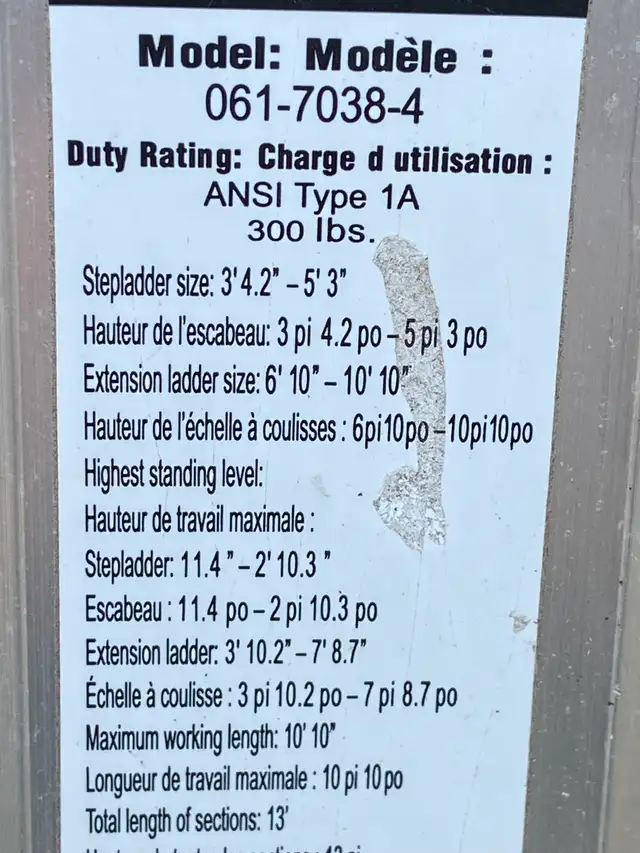 Model: Modèle :
061-7038-4
Duty Rating: Charge d utilisation :
ANSI Type 1A
300 lbs.
Stepladder size: 3' 4.2" – 5' 3"
Hauteur de l'escabeau: 3 pi 4.2 po – 5 pi 3 po
Extension ladder size: 6' 10" – 10' 10"
Hauteur de l'échelle à coulisses : 6pi10po –10pi10po
Highest standing level:
Hauteur de travail maximale :
Stepladder: 11.4 " – 2' 10.3 "
Escabeau : 11.4 po – 2 pi 10.3 po
Extension ladder: 3' 10.2" – 7' 8.7"
Échelle à coulisse : 3 pi 10.2 po – 7 pi 8.7 po
Maximum working length: 10' 10"
Longueur de travail maximale : 10 pi 10 po
Total length of sections: 13'